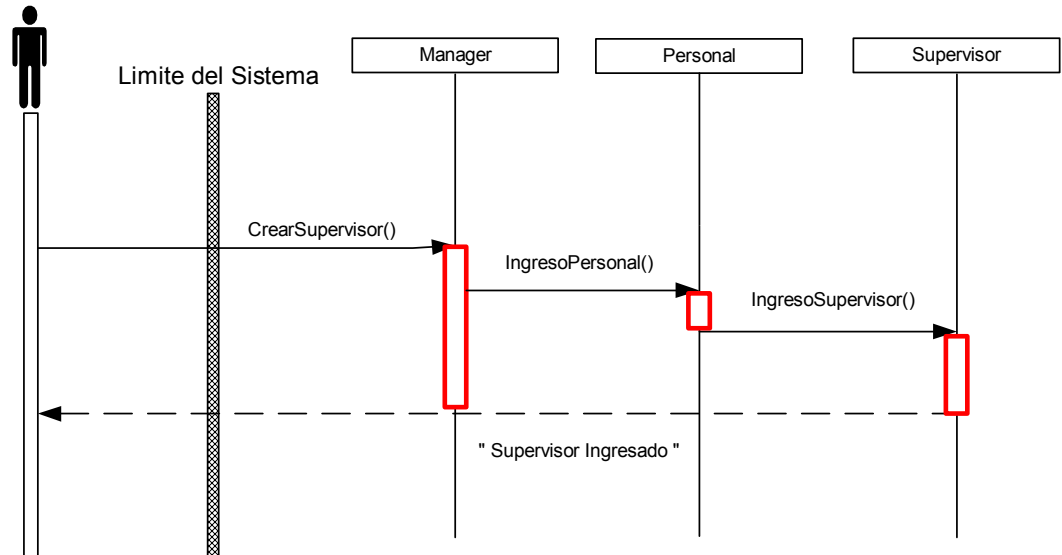 Manager
Personal
Supervisor
Limite del Sistema
CrearSupervisor()
IngresoPersonal()
IngresoSupervisor()
" Supervisor Ingresado "